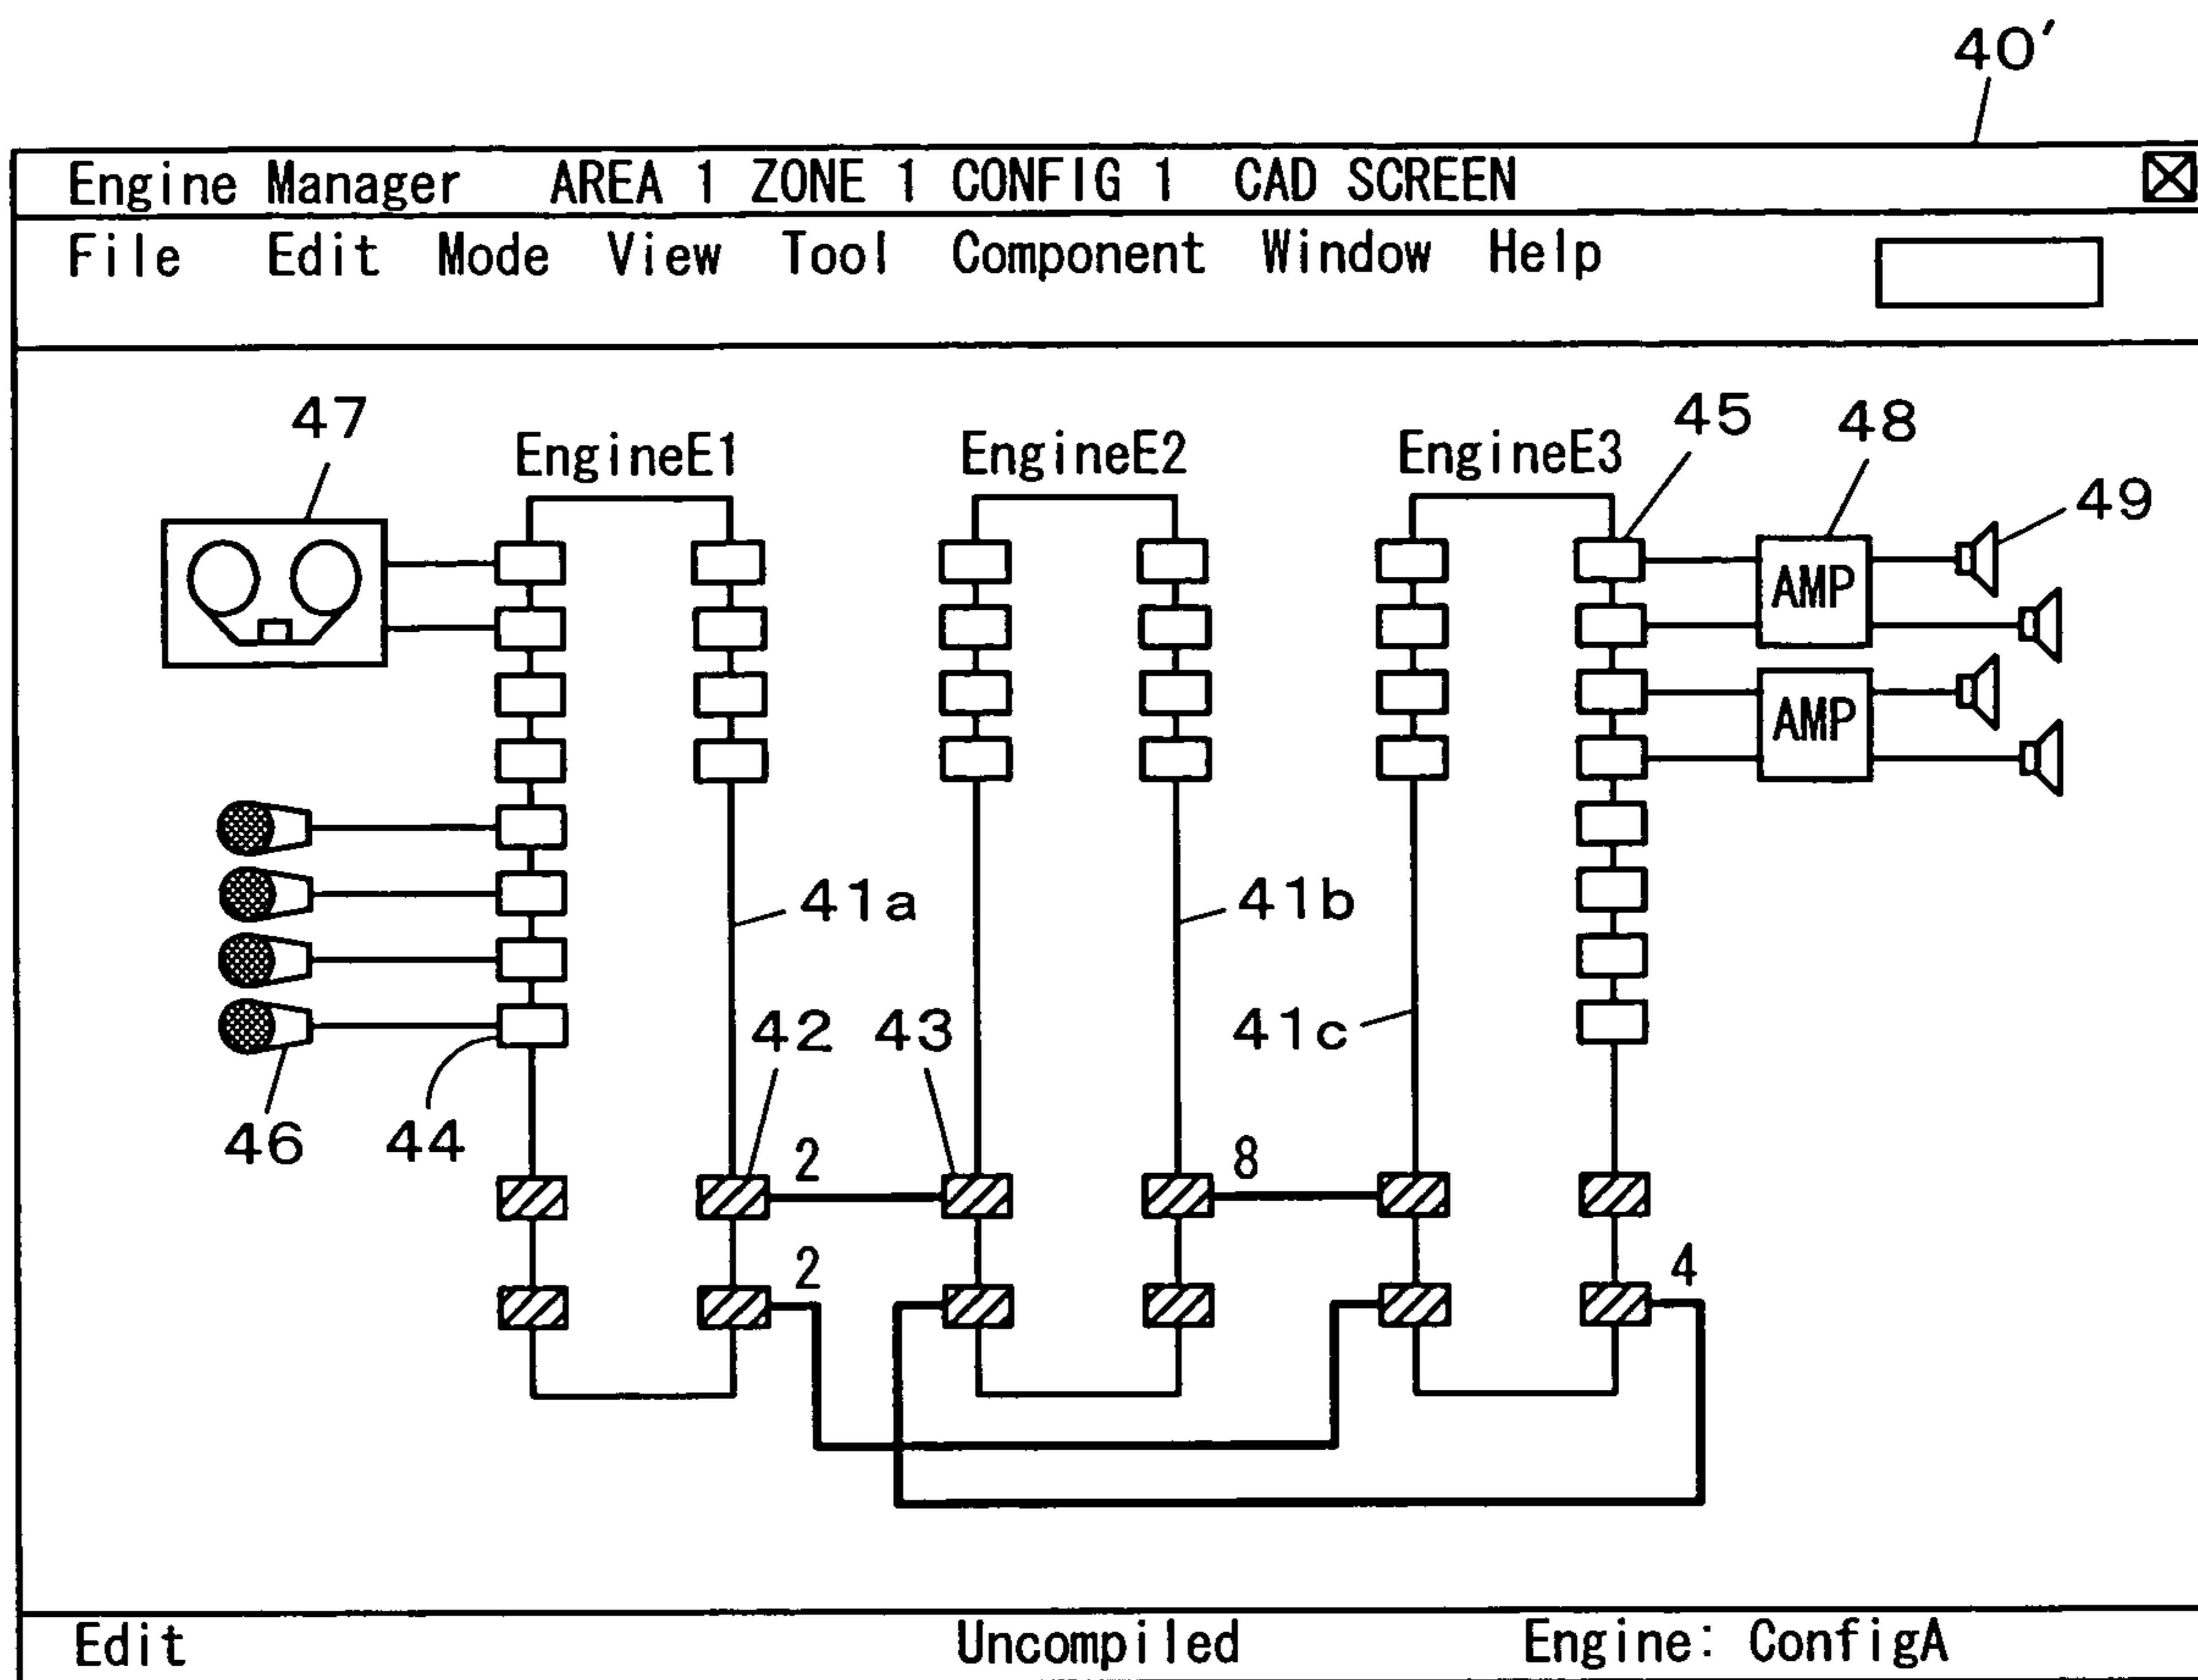 40'
Engine Manager AREA 1 ZONE 1 CONFIG 1 CAD SCREEN
File Edit Mode View Tool Component Window Help
47
EngineE1
EngineE2
EngineE3
45
48
49
AMP
AMP
41a
41b
41c
42
43
46
44
2
8
2
4
Edit Uncompiled Engine: ConfigA